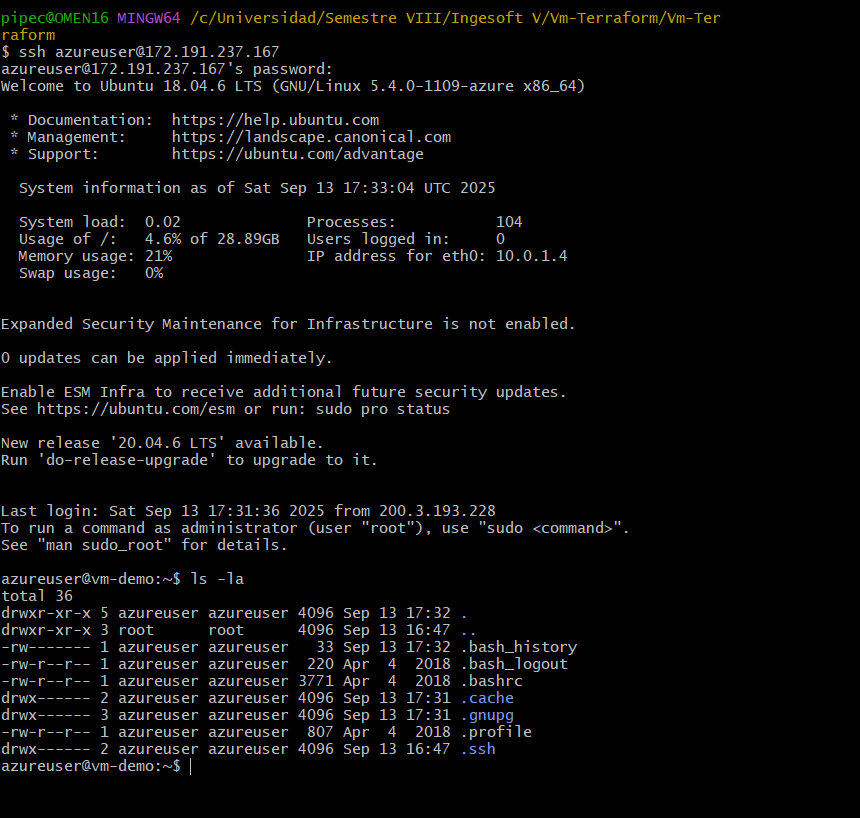 pipec@OMEN16 MINGW64 /c/Universidad/Semestre VIII/Ingesoft V/Vm-Terraform/Vm-Ter
raform
$ ssh azureuser@172.191.237.167
azureuser@172.191.237.167's password:
Welcome to Ubuntu 18.04.6 LTS (GNU/Linux 5.4.0-1109-azure x86_64)
 * Documentation:  https://help.ubuntu.com
 * Management:     https://landscape.canonical.com
 * Support:        https://ubuntu.com/advantage
  System information as of Sat Sep 13 17:33:04 UTC 2025
  System load:  0.02              Processes:           104
  Usage of /:   4.6% of 28.89GB   Users logged in:     0
  Memory usage: 21%               IP address for eth0: 10.0.1.4
  Swap usage:   0%
Expanded Security Maintenance for Infrastructure is not enabled.
0 updates can be applied immediately.
Enable ESM Infra to receive additional future security updates.
See https://ubuntu.com/esm or run: sudo pro status
New release '20.04.6 LTS' available.
Run 'do-release-upgrade' to upgrade to it.
Last login: Sat Sep 13 17:31:36 2025 from 200.3.193.228
To run a command as administrator (user "root"), use "sudo <command>".
See "man sudo_root" for details.
azureuser@vm-demo:~$ ls -la
total 36
drwxr-xr-x 5 azureuser azureuser 4096 Sep 13 17:32 .
drwxr-xr-x 3 root      root      4096 Sep 13 16:47 ..
-rw------- 1 azureuser azureuser   33 Sep 13 17:32 .bash_history
-rw-r--r-- 1 azureuser azureuser  220 Apr  4  2018 .bash_logout
-rw-r--r-- 1 azureuser azureuser 3771 Apr  4  2018 .bashrc
drwx------ 2 azureuser azureuser 4096 Sep 13 17:31 .cache
drwx------ 3 azureuser azureuser 4096 Sep 13 17:31 .gnupg
-rw-r--r-- 1 azureuser azureuser  807 Apr  4  2018 .profile
drwx------ 2 azureuser azureuser 4096 Sep 13 16:47 .ssh
azureuser@vm-demo:~$